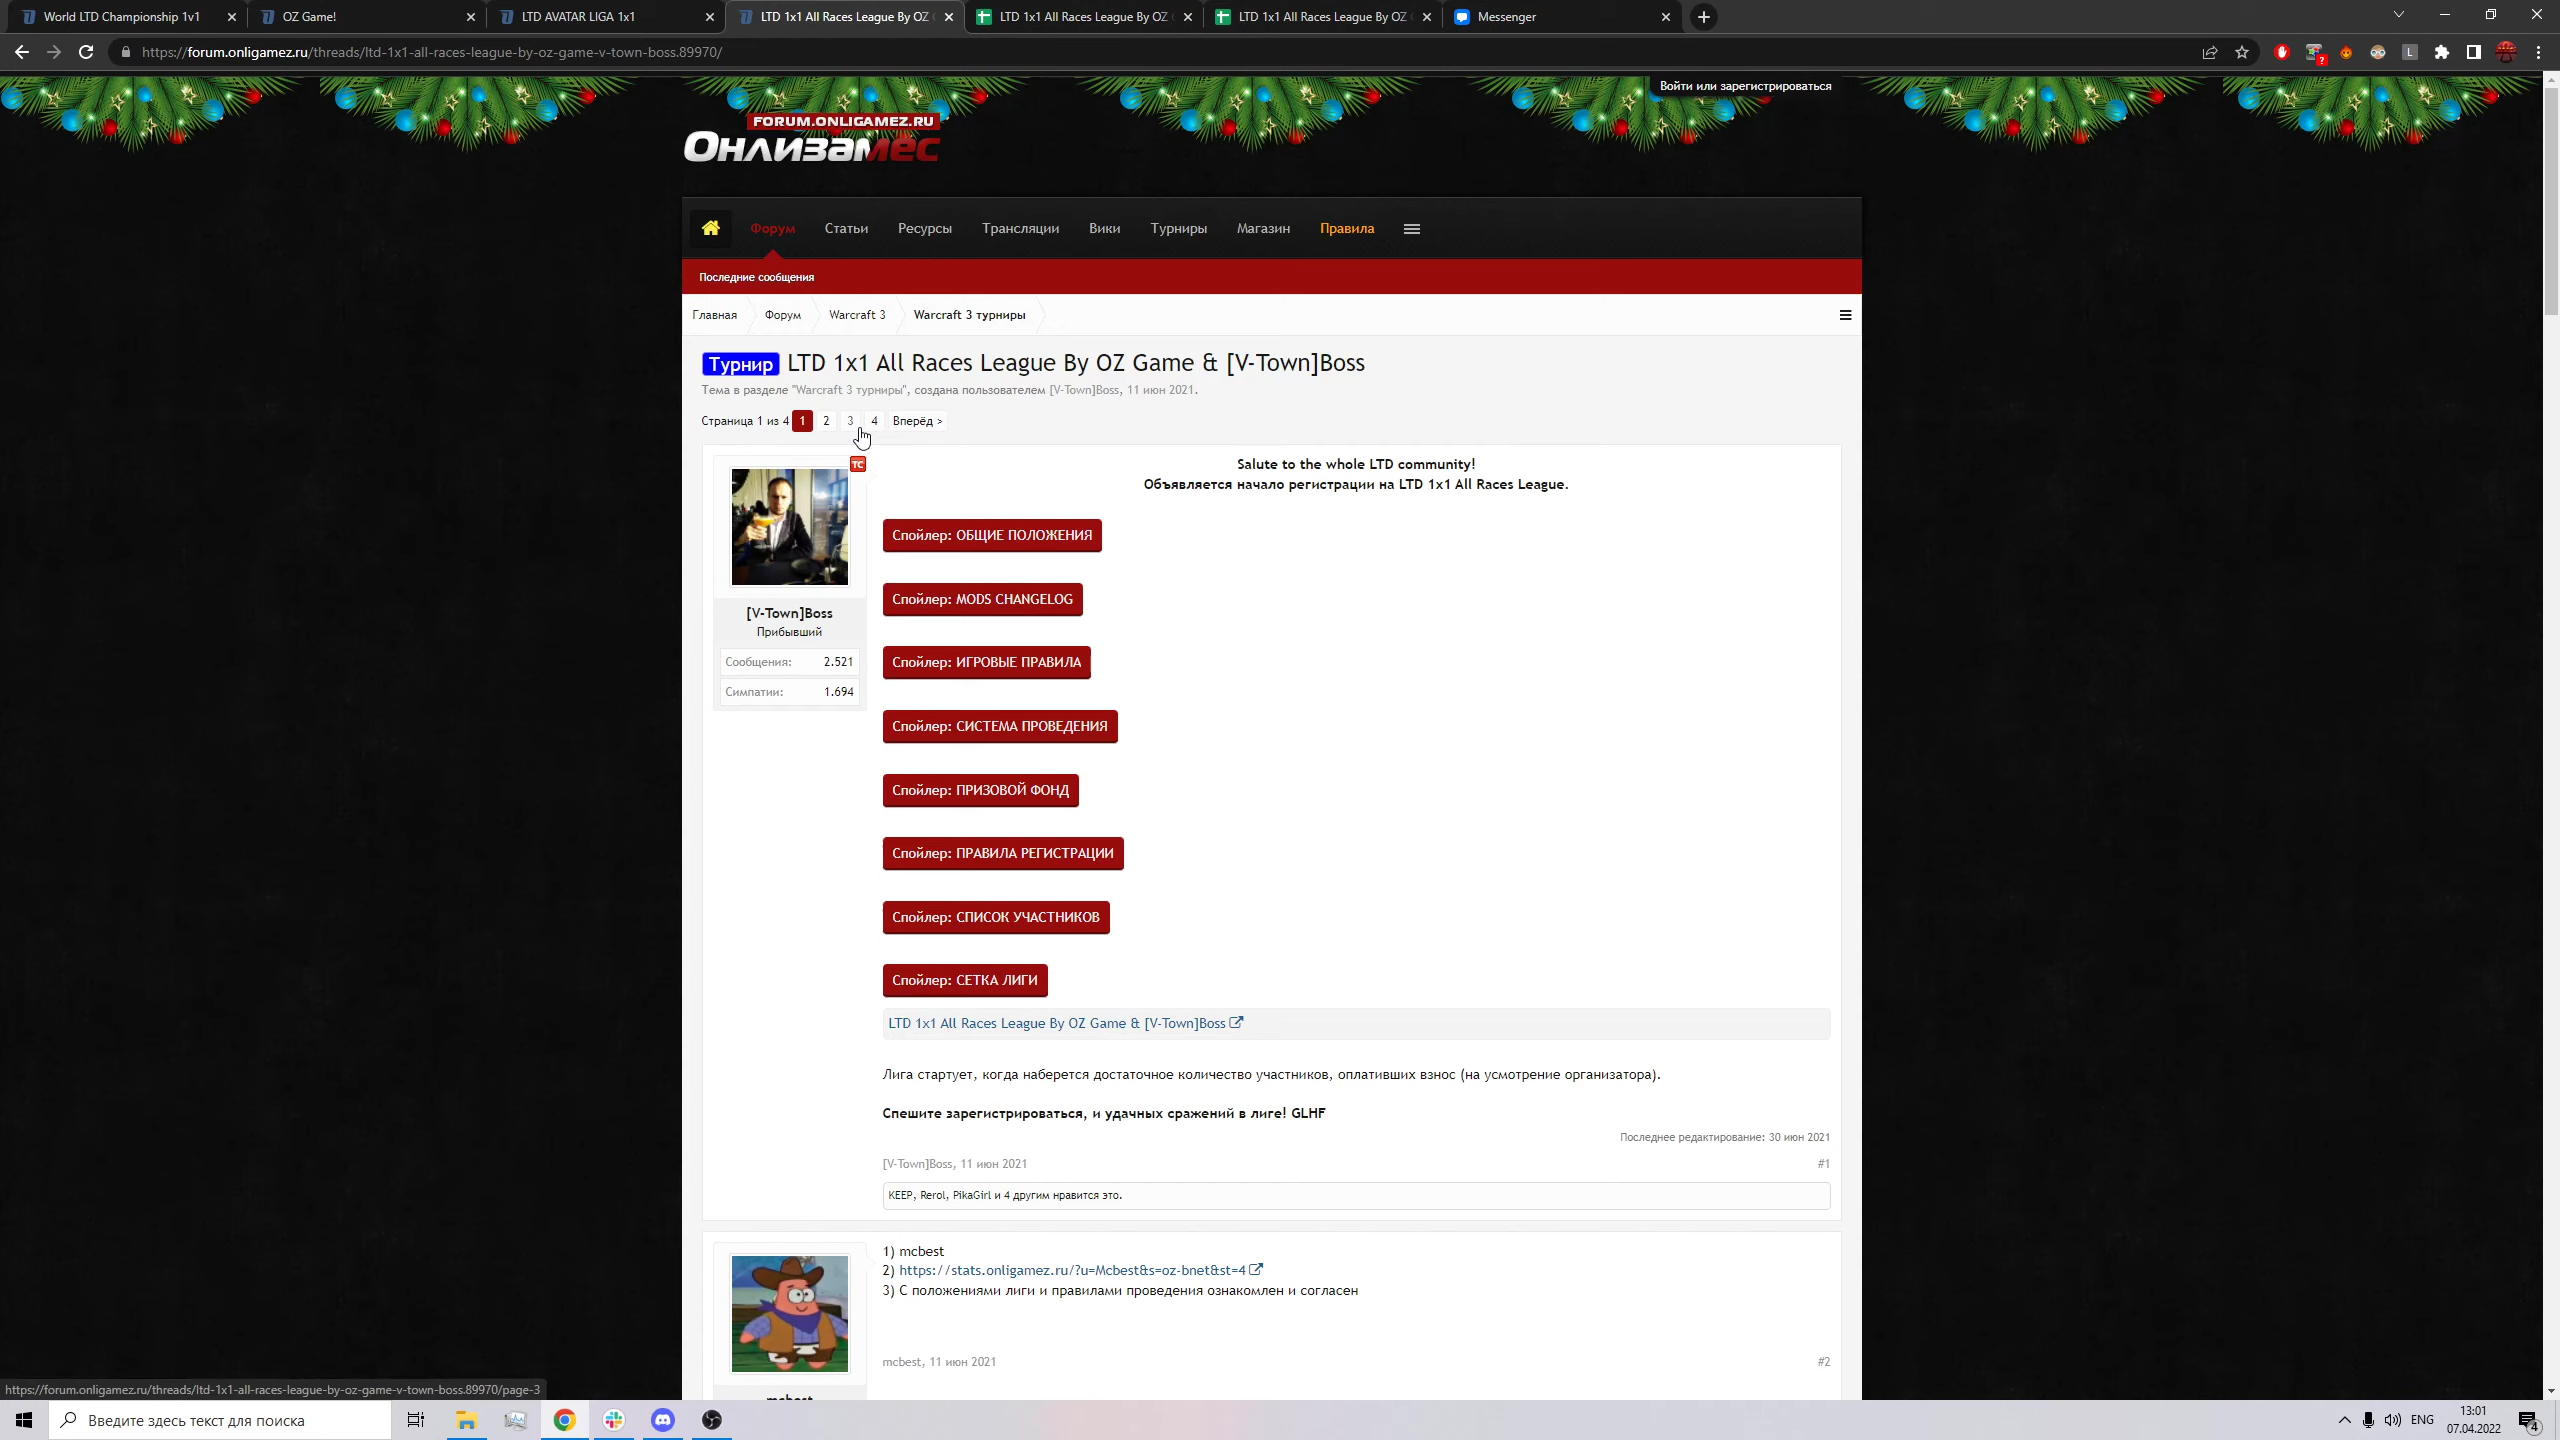 World LTD Championship 1v1
OZ Game!
LTD AVATAR LIGA 1x1
LTD 1x1 All Races League By OZ
LTD 1x1 All Races League By OZ
LTD 1x1 All Races League By OZ
Messenger
https://forum.onligamez.ru/threads/ltd-1x1-all-races-league-by-oz-game-v-town-boss.89970/
Войти или зарегистрироваться
FORUM.ONLIGAMEZ.RU
Онлизамес
Форум
Статьи
Ресурсы
Трансляции
Вики
Турниры
Магазин
Правила
Последние сообщения
Главная
Форум
Warcraft 3
Warcraft 3 турниры
Турнир LTD 1x1 All Races League By OZ Game & [V-Town]Boss
Тема в разделе "Warcraft 3 турниры", создана пользователем [V-Town]Boss, 11 июн 2021.
Страница 1 из 4 1 2 3 4 Вперёд >
TC
Salute to the whole LTD community!
Объявляется начало регистрации на LTD 1x1 All Races League.
Спойлер: ОБЩИЕ ПОЛОЖЕНИЯ
Спойлер: MODS CHANGELOG
[V-Town]Boss
Прибывший
Сообщения: 2.521
Симпатии: 1.694
Спойлер: ИГРОВЫЕ ПРАВИЛА
Спойлер: СИСТЕМА ПРОВЕДЕНИЯ
Спойлер: ПРИЗОВОЙ ФОНД
Спойлер: ПРАВИЛА РЕГИСТРАЦИИ
Спойлер: СПИСОК УЧАСТНИКОВ
Спойлер: СЕТКА ЛИГИ
LTD 1x1 All Races League By OZ Game & [V-Town]Boss
Лига стартует, когда наберется достаточное количество участников, оплативших взнос (на усмотрение организатора).
Спешите зарегистрироваться, и удачных сражений в лиге! GLHF
Последнее редактирование: 30 июн 2021
[V-Town]Boss, 11 июн 2021
#1
KEEP, Rerol, PikaGirl и 4 другим нравится это.
1) mcbest
2) https://stats.onligamez.ru/?u=Mcbest&s=oz-bnet&st=4
3) С положениями лиги и правилами проведения ознакомлен и согласен
mcbest, 11 июн 2021
#2
mcbest
https://forum.onligamez.ru/threads/ltd-1x1-all-races-league-by-oz-game-v-town-boss.89970/page-3
Введите здесь текст для поиска
ENG
13:01
07.04.2022
4